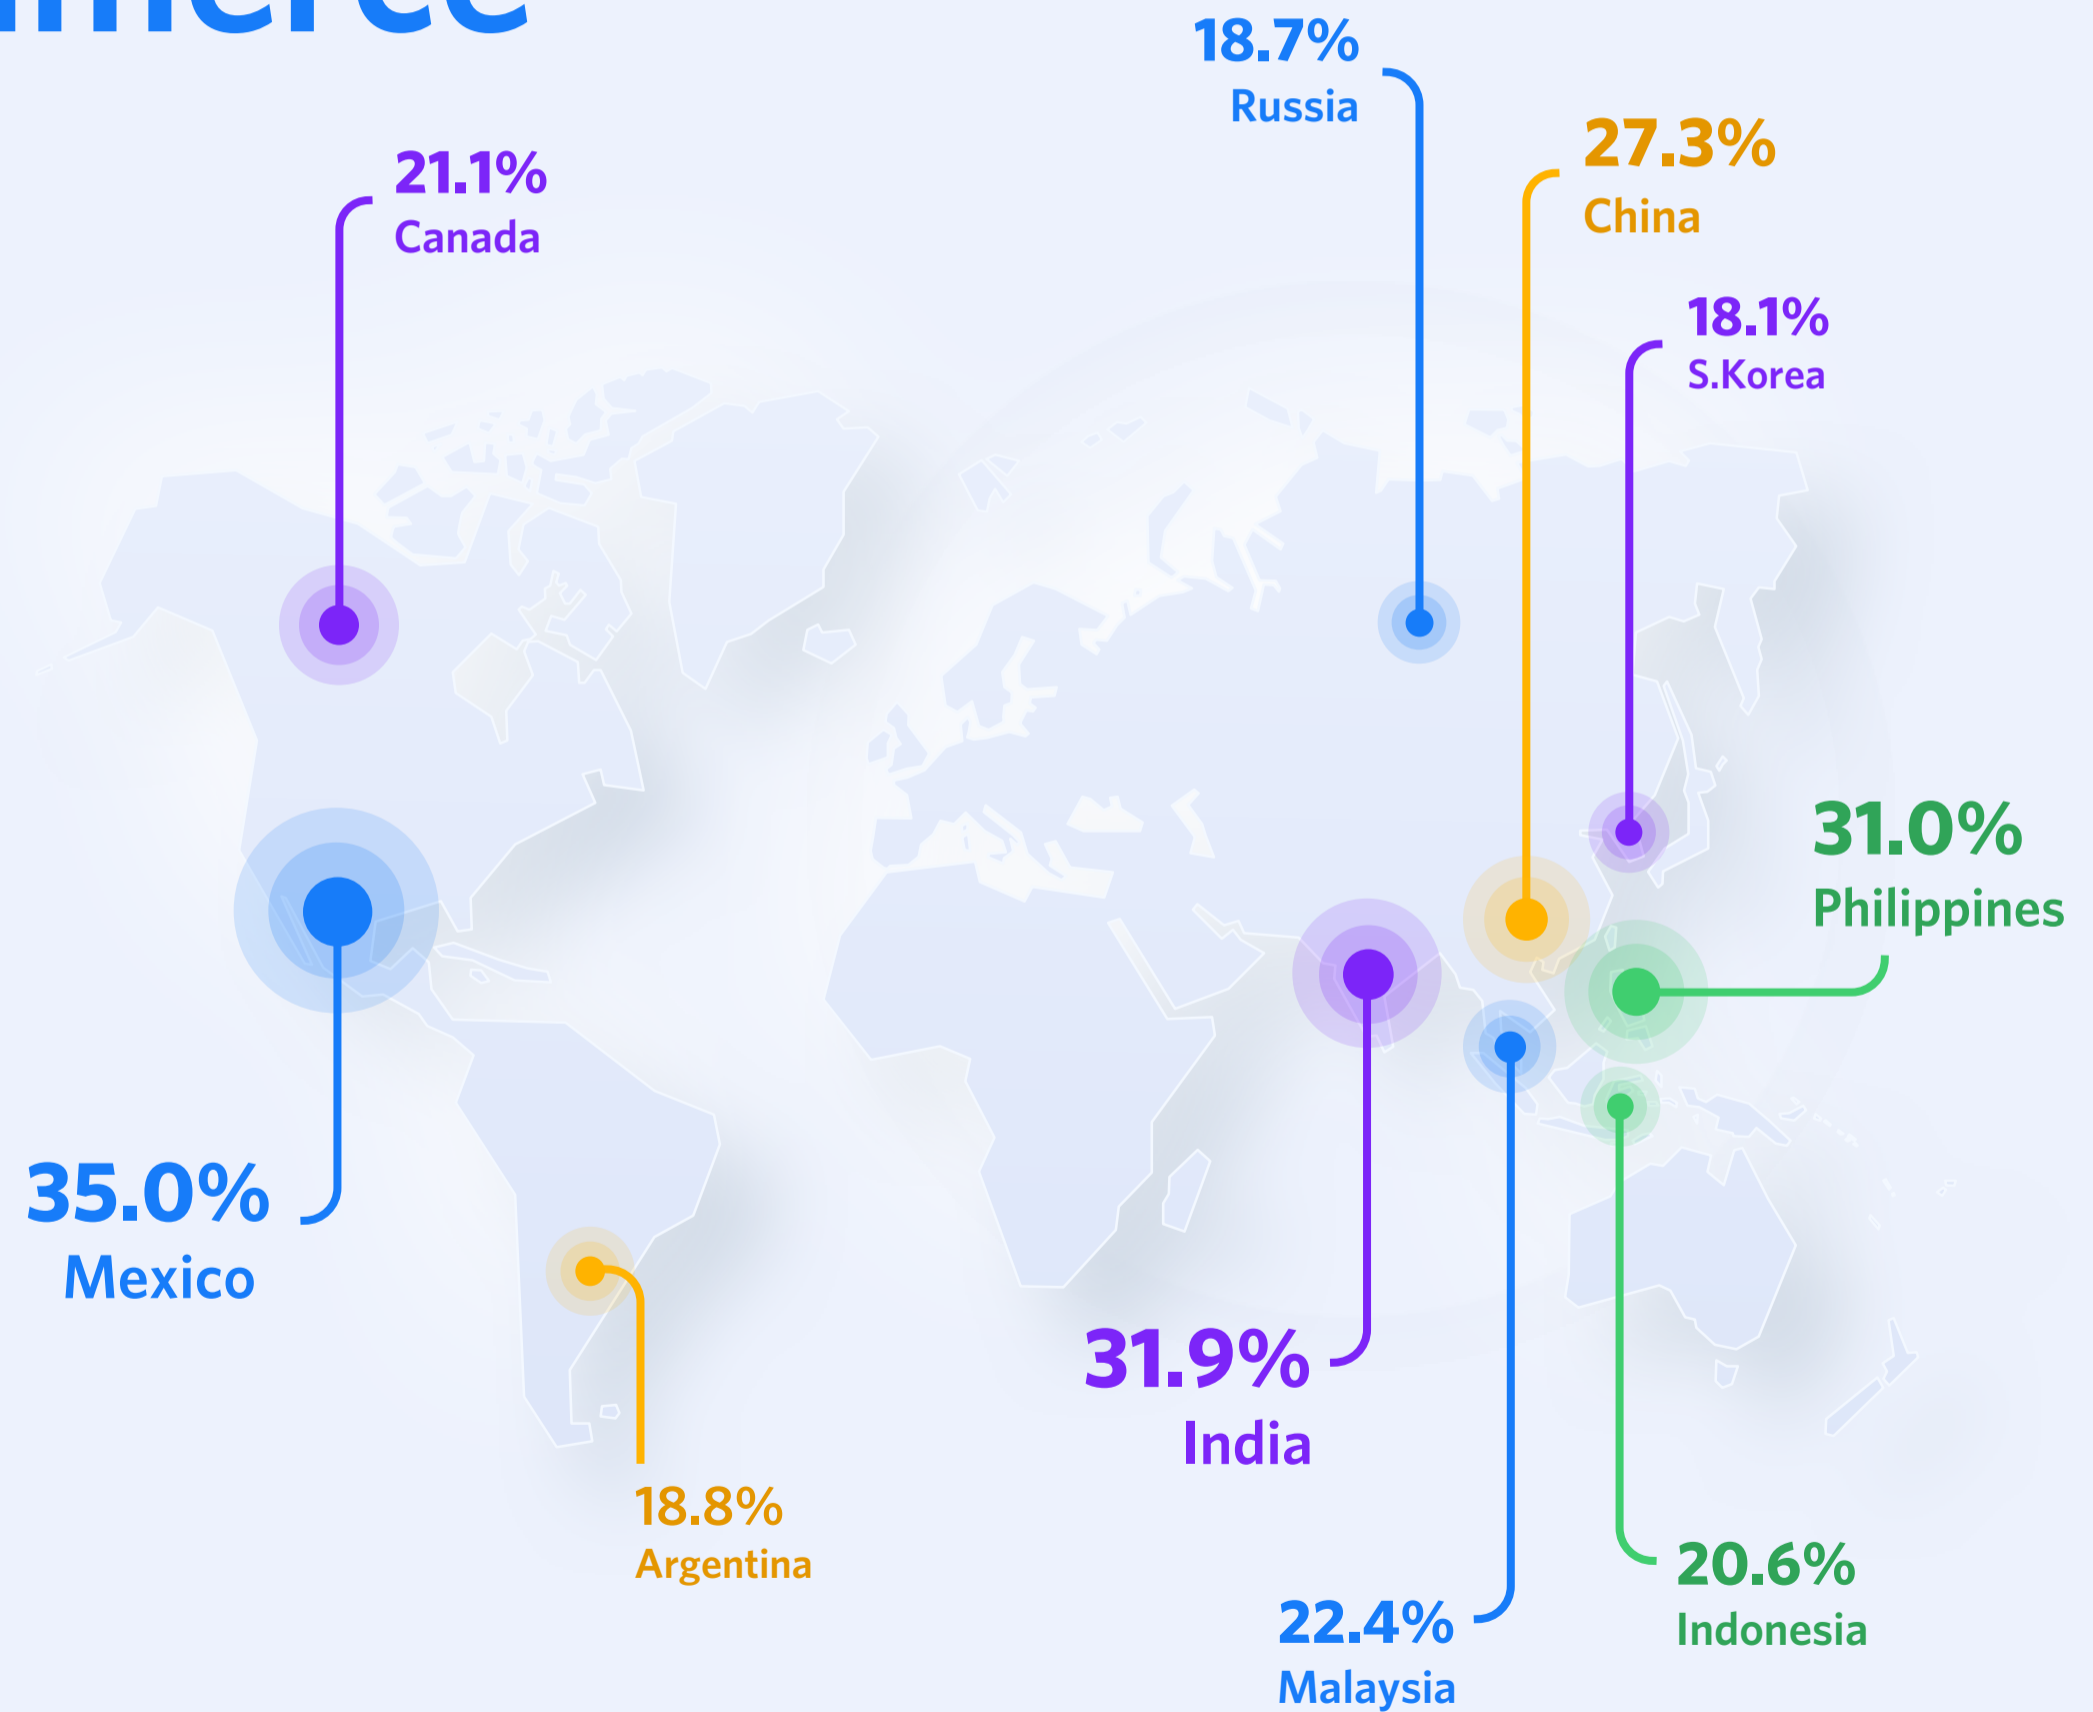 18.7%
Russia
27.3%
China
21.1%
Canada
18.1%
S.Korea
31.0%
Philippines
35.0%
Mexico
31.9%
India
18.8%
Argentina
20.6%
Indonesia
22.4%
Malaysia